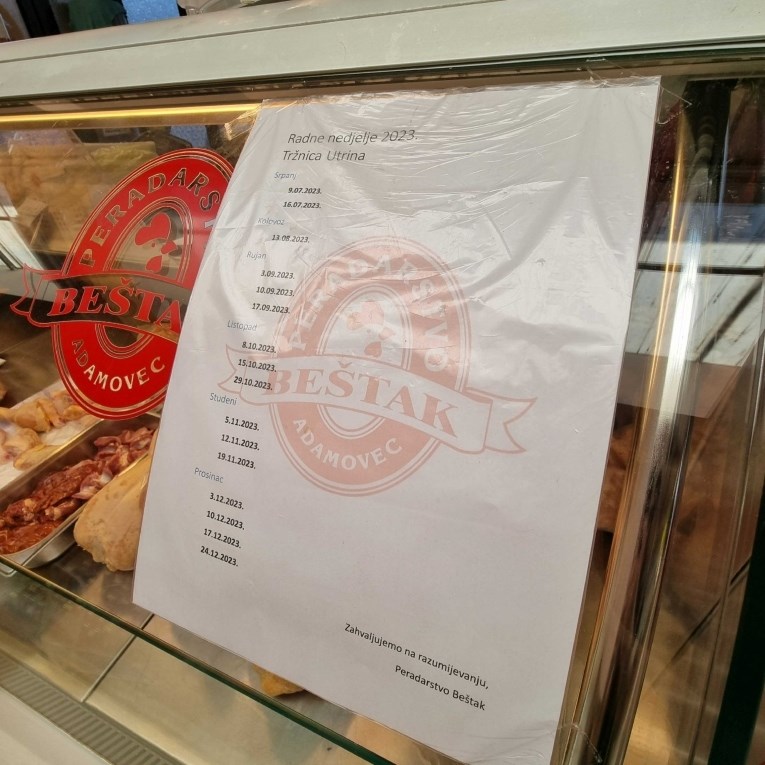 Radne nedjelje 2023.
Tržnica Utrina
Srpanj
9.07.2023.
16.07.2023.
Kolovoz
13.08.2023.
Rujan
3.09.2023.
10.09.2023.
17.09.2023.
Listopad
8.10.2023.
15.10.2023.
29.10.2023.
Studeni
5.11.2023.
12.11.2023.
19.11.2023.
Prosinac
3.12.2023.
10.12.2023.
17.12.2023.
24.12.2023.
Zahvaljujemo na razumijevanju,
Peradarstvo Beštak
PERADARSTVO
BEŠTAK
ADAMOVEC
PERADARSTV
BEŠTA
ADAMOVEC